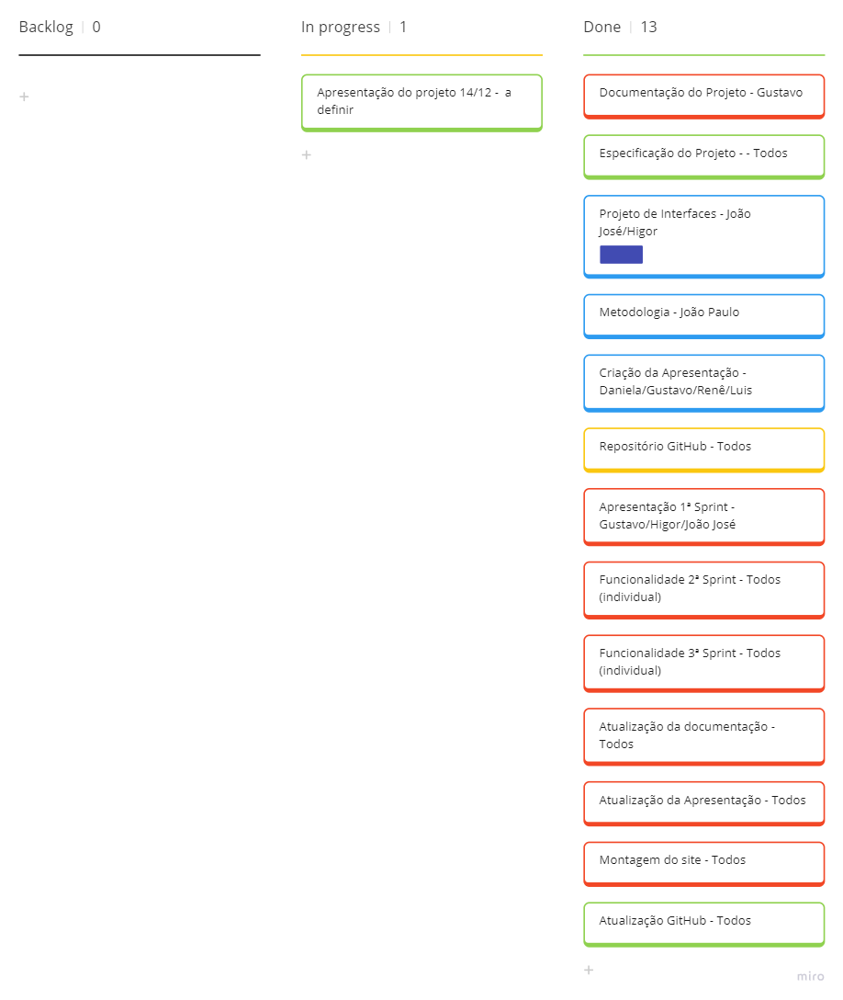 Backlog | 0
In progress | 1
Done | 13
+
Apresentação do projeto 14/12 - a
definir
+
Documentação do Projeto - Gustavo
Especificação do Projeto - - Todos
Projeto de Interfaces - João
José/Higor
Metodologia - João Paulo
Criação da Apresentação -
Daniela/Gustavo/Renê/Luis
Repositório GitHub - Todos
Apresentação 1ª Sprint -
Gustavo/Higor/João José
Funcionalidade 2ª Sprint - Todos
(individual)
Funcionalidade 3ª Sprint - Todos
(individual)
Atualização da documentação -
Todos
Atualização da Apresentação - Todos
Montagem do site - Todos
Atualização GitHub - Todos
+
miro